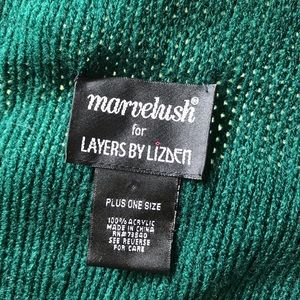 marvelush®
for
LAYERS BY LIZDEN
PLUS ONE SIZE
100% ACRYLIC
MADE IN CHINA
SEE REVERSE
FOR CARE